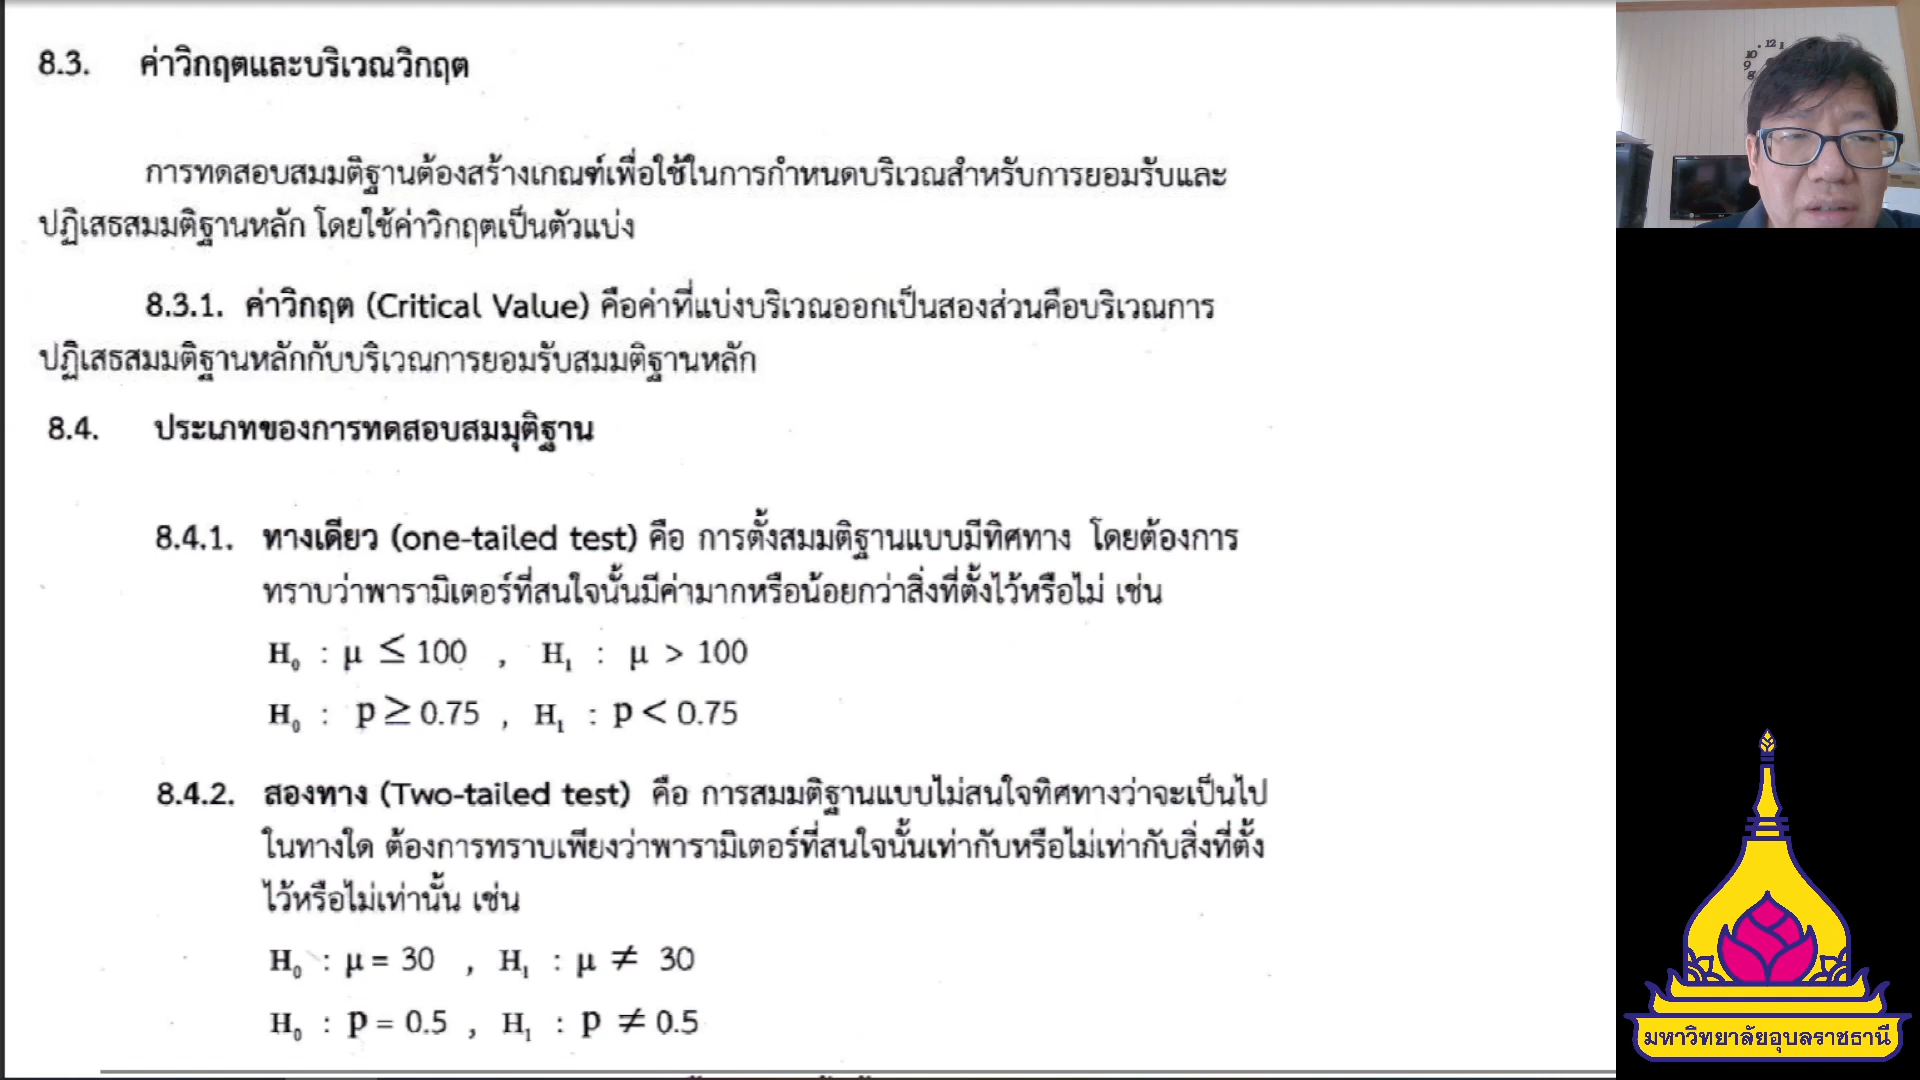 8.3. ค่าวิกฤตและบริเวณวิกฤต
การทดสอบสมมติฐานต้องสร้างเกณฑ์เพื่อใช้ในการกำหนดบริเวณสำหรับการยอมรับและ
ปฏิเสธสมมติฐานหลัก โดยใช้ค่าวิกฤตเป็นตัวแบ่ง
8.3.1. ค่าวิกฤต (Critical Value) คือค่าที่แบ่งบริเวณออกเป็นสองส่วนคือบริเวณการ
ปฏิเสธสมมติฐานหลักกับบริเวณการยอมรับสมมติฐานหลัก
8.4. ประเภทของการทดสอบสมมุติฐาน
8.4.1. ทางเดียว (one-tailed test) คือ การตั้งสมมติฐานแบบมีทิศทาง โดยต้องการ
ทราบว่าพารามิเตอร์ที่สนใจนั้นมีค่ามากหรือน้อยกว่าสิ่งที่ตั้งไว้หรือไม่ เช่น
H₀ : μ ≤ 100 , H₁ : μ > 100
H₀ : p ≥ 0.75 , H₁ : p < 0.75
8.4.2. สองทาง (Two-tailed test) คือ การสมมติฐานแบบไม่สนใจทิศทางว่าจะเป็นไป
ในทางใด ต้องการทราบเพียงว่าพารามิเตอร์ที่สนใจนั้นเท่ากับหรือไม่เท่ากับสิ่งที่ตั้ง
ไว้หรือไม่เท่านั้น เช่น
H₀ : μ = 30 , H₁ : μ ≠ 30
H₀ : p = 0.5 , H₁ : p ≠ 0.5
10 12 1
9
8
มหาวิทยาลัยอุบลราชธานี